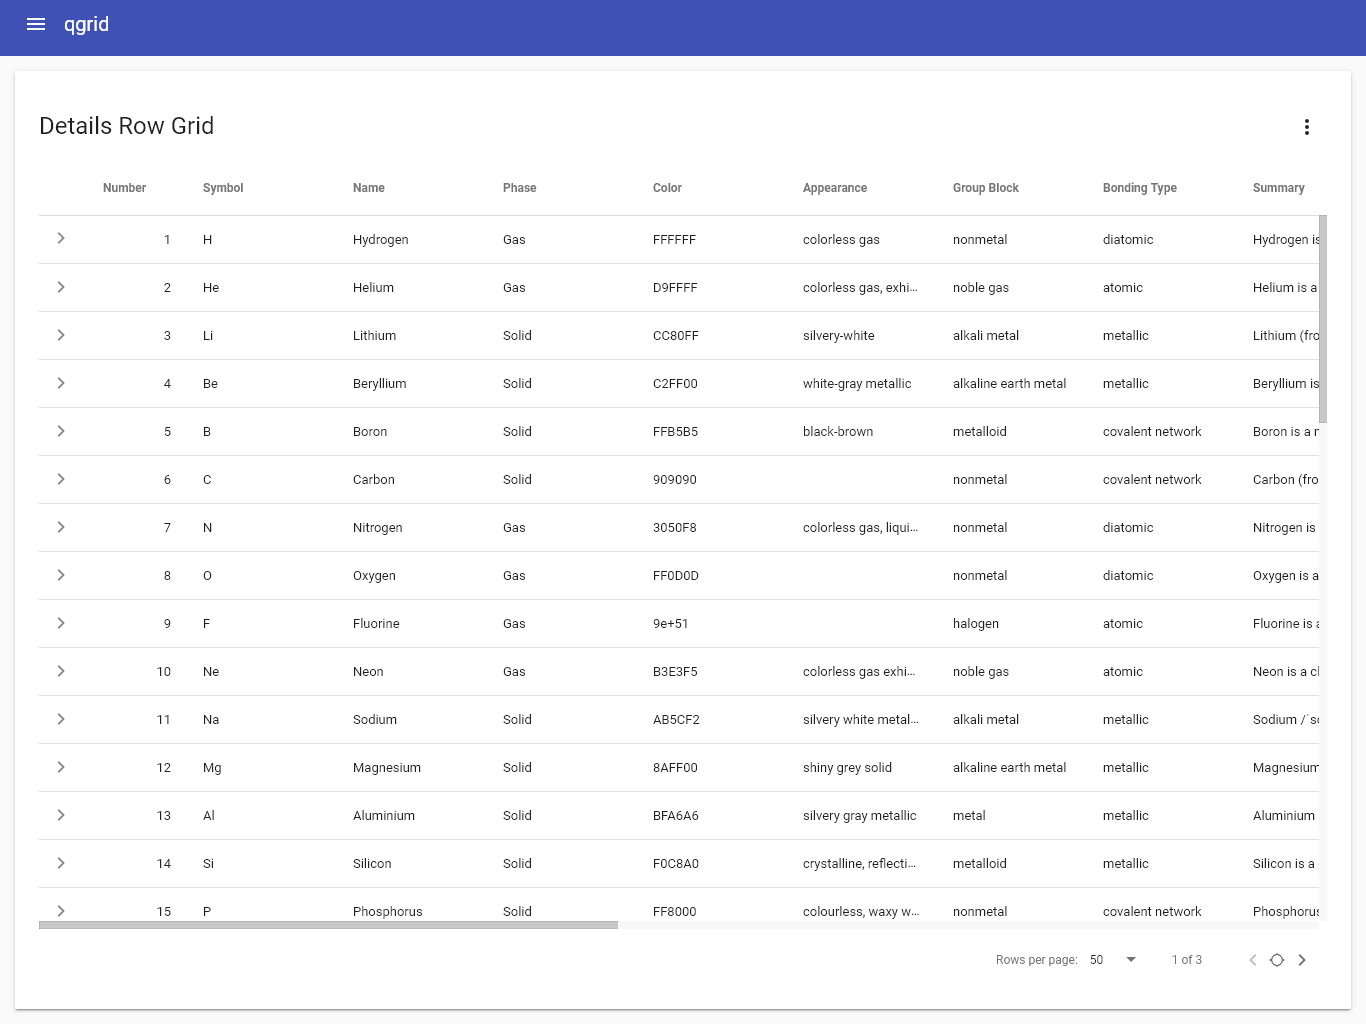 qgrid
Details Row Grid
Number Symbol Name Phase Color Appearance Group Block Bonding Type Summary
1 H Hydrogen Gas FFFFFF colorless gas nonmetal diatomic Hydrogen is
2 He Helium Gas D9FFFF colorless gas, exhi... noble gas atomic Helium is a
3 Li Lithium Solid CC80FF silvery-white alkali metal metallic Lithium (fro
4 Be Beryllium Solid C2FF00 white-gray metallic alkaline earth metal metallic Beryllium is
5 B Boron Solid FFB5B5 black-brown metalloid covalent network Boron is a
6 C Carbon Solid 909090 nonmetal covalent network Carbon (fro
7 N Nitrogen Gas 3050F8 colorless gas, liqui... nonmetal diatomic Nitrogen is
8 O Oxygen Gas FF0D0D nonmetal diatomic Oxygen is a
9 F Fluorine Gas 9e+51 halogen atomic Fluorine is a
10 Ne Neon Gas B3E3F5 colorless gas exhi... noble gas atomic Neon is a
11 Na Sodium Solid AB5CF2 silvery white metal... alkali metal metallic Sodium /ˈso
12 Mg Magnesium Solid 8AFF00 shiny grey solid alkaline earth metal metallic Magnesium
13 Al Aluminium Solid BFA6A6 silvery gray metallic metal metallic Aluminium
14 Si Silicon Solid F0C8A0 crystalline, reflecti... metalloid metallic Silicon is a
15 P Phosphorus Solid FF8000 colourless, waxy w... nonmetal covalent network Phosphorus
Rows per page: 50 1 of 3